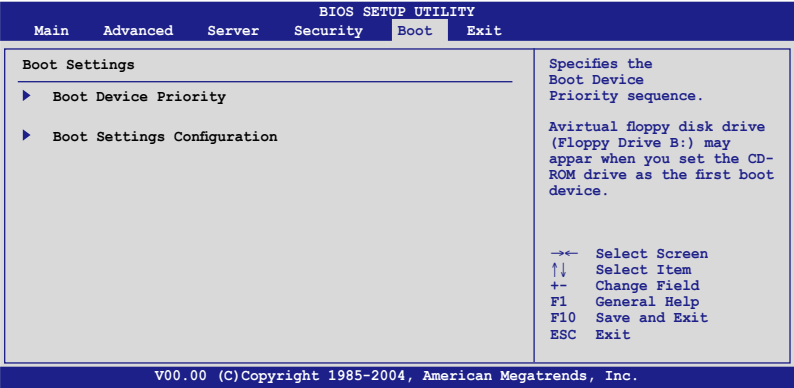 BIOS SETUP UTILITY
Main Advanced Server Security Boot Exit
Boot Settings
Boot Device Priority
Boot Settings Configuration
Specifies the
Boot Device
Priority sequence.
Avirtual floppy disk drive
(Floppy Drive B:) may
appar when you set the CD-
ROM drive as the first boot
device.
→← Select Screen
↑↓ Select Item
+- Change Field
F1 General Help
F10 Save and Exit
ESC Exit
V00.00 (C)Copyright 1985-2004, American Megatrends, Inc.